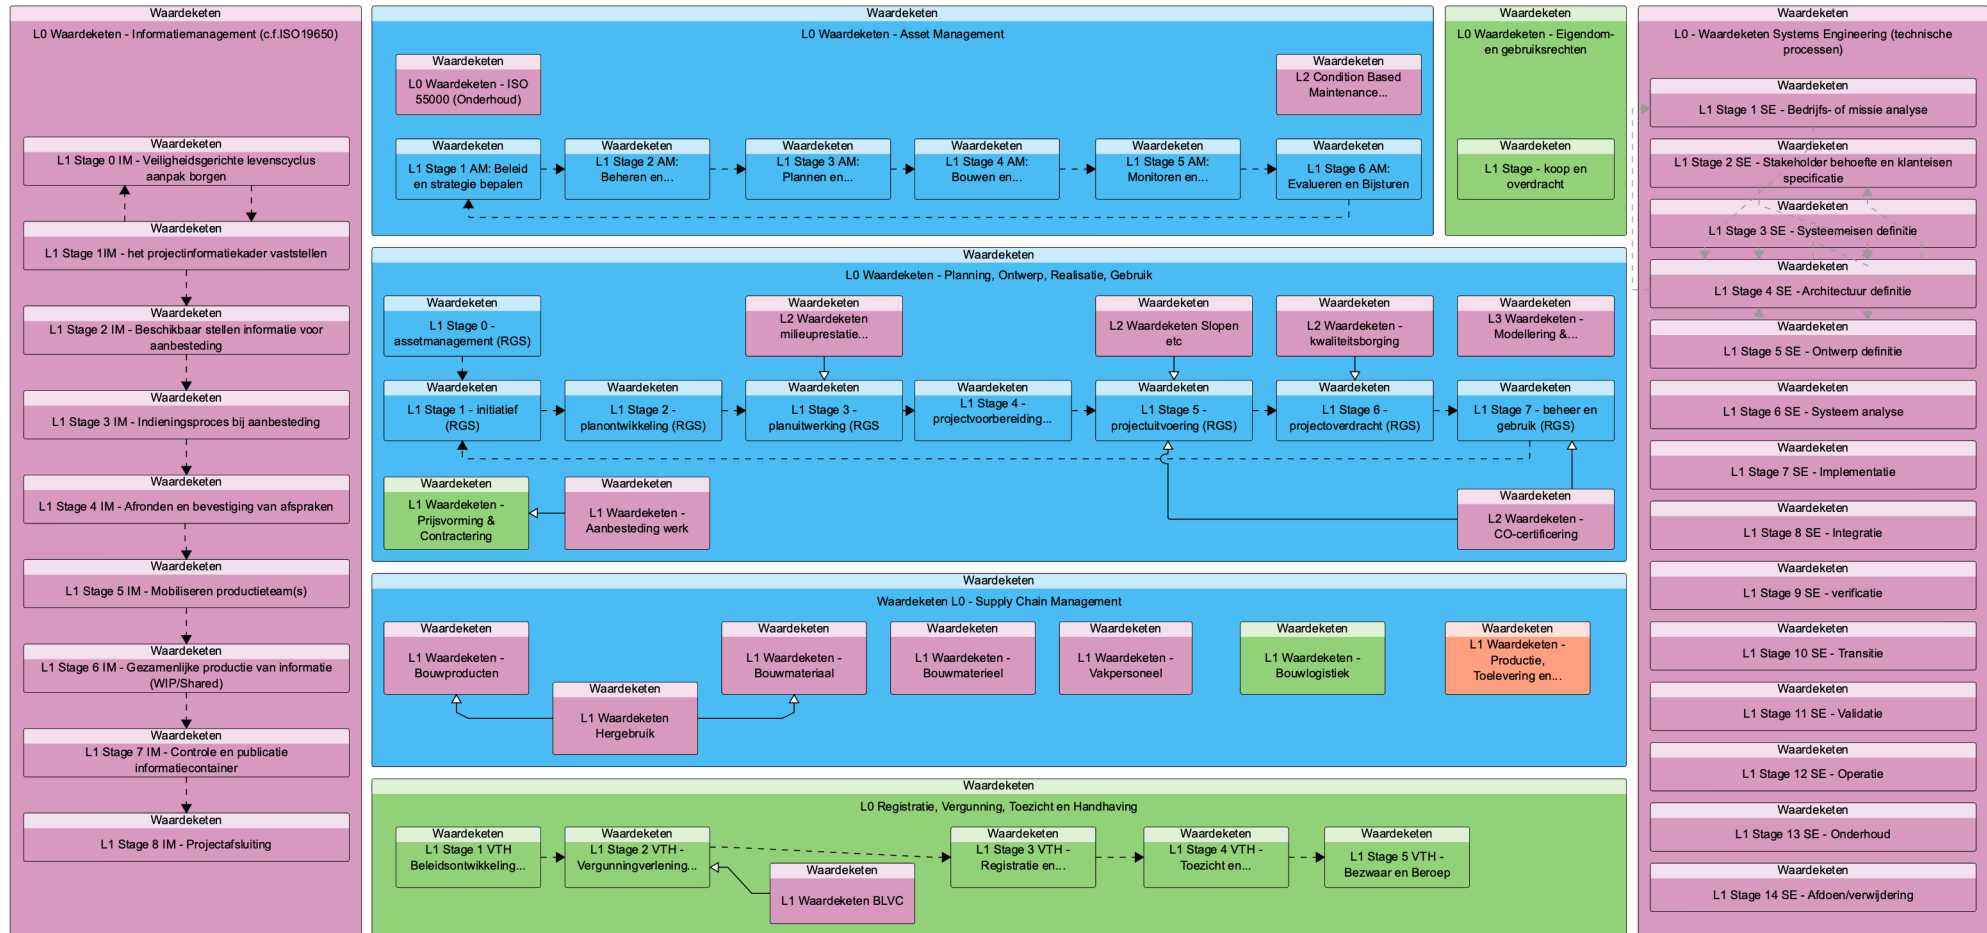 Waardeketen
L0 Waardeketen - Informatiemanagement (c.f.ISO19650)
Waardeketen
L1 Stage 0 IM - Veiligheidsgerichte levenscyclus
aanpak borgen
Waardeketen
L1 Stage 1IM - het projectinformatiekader vaststellen
Waardeketen
L1 Stage 2 IM - Beschikbaar stellen informatie voor
aanbesteding
Waardeketen
L1 Stage 3 IM - Indieningsproces bij aanbesteding
Waardeketen
L1 Stage 4 IM - Afronden en bevestiging van afspraken
Waardeketen
L1 Stage 5 IM - Mobiliseren productieteam(s)
Waardeketen
L1 Stage 6 IM - Gezamenlijke productie van informatie
(WIP/Shared)
Waardeketen
L1 Stage 7 IM - Controle en publicatie
informatiecontainer
Waardeketen
L1 Stage 8 IM - Projectafsluiting
Waardeketen
L0 Waardeketen - Asset Management
Waardeketen
L0 Waardeketen - ISO
55000 (Onderhoud)
Waardeketen
L2 Condition Based
Maintenance...
Waardeketen
L1 Stage 1 AM: Beleid
en strategie bepalen
Waardeketen
L1 Stage 2 AM:
Beheren en...
Waardeketen
L1 Stage 3 AM:
Plannen en...
Waardeketen
L1 Stage 4 AM:
Bouwen en...
Waardeketen
L1 Stage 5 AM:
Monitoren en...
Waardeketen
L1 Stage 6 AM:
Evalueren en Bijsturen
Waardeketen
L0 Waardeketen - Eigendom-
en gebruiksrechten
Waardeketen
L1 Stage - koop en
overdracht
Waardeketen
L0 Waardeketen - Planning, Ontwerp, Realisatie, Gebruik
Waardeketen
L1 Stage 0 -
assetmanagement (RGS)
Waardeketen
L2 Waardeketen
milieuprestatie...
Waardeketen
L2 Waardeketen Slopen
etc
Waardeketen
L2 Waardeketen -
kwaliteitsborging
Waardeketen
L3 Waardeketen -
Modellering &...
Waardeketen
L1 Stage 1 - initiatief
(RGS)
Waardeketen
L1 Stage 2 -
planontwikkeling (RGS)
Waardeketen
L1 Stage 3 -
planuitwerking (RGS
Waardeketen
L1 Stage 4 -
projectvoorbereiding...
Waardeketen
L1 Stage 5 -
projectuitvoering (RGS)
Waardeketen
L1 Stage 6 -
projectoverdracht (RGS)
Waardeketen
L1 Stage 7 - beheer en
gebruik (RGS)
Waardeketen
L1 Waardeketen -
Prijsvorming &
Contractering
Waardeketen
L1 Waardeketen -
Aanbesteding werk
Waardeketen
L2 Waardeketen -
CO-certificering
Waardeketen
Waardeketen L0 - Supply Chain Management
Waardeketen
L1 Waardeketen -
Bouwproducten
Waardeketen
L1 Waardeketen
Hergebruik
Waardeketen
L1 Waardeketen -
Bouwmateriaal
Waardeketen
L1 Waardeketen -
Bouwmaterieel
Waardeketen
L1 Waardeketen -
Vakpersoneel
Waardeketen
L1 Waardeketen -
Bouwlogistiek
Waardeketen
L1 Waardeketen -
Productie,
Toelevering en...
Waardeketen
L0 Registratie, Vergunning, Toezicht en Handhaving
Waardeketen
L1 Stage 1 VTH
Beleidsontwikkeling...
Waardeketen
L1 Stage 2 VTH -
Vergunningverlening...
Waardeketen
L1 Waardeketen BLVC
Waardeketen
L1 Stage 3 VTH -
Registratie en...
Waardeketen
L1 Stage 4 VTH -
Toezicht en...
Waardeketen
L1 Stage 5 VTH -
Bezwaar en Beroep
Waardeketen
L0 - Waardeketen Systems Engineering (technische
processen)
Waardeketen
L1 Stage 1 SE - Bedrijfs- of missie analyse
Waardeketen
L1 Stage 2 SE - Stakeholder behoefte en klanteisen
specificatie
Waardeketen
L1 Stage 3 SE - Systeemeisen definitie
Waardeketen
L1 Stage 4 SE - Architectuur definitie
Waardeketen
L1 Stage 5 SE - Ontwerp definitie
Waardeketen
L1 Stage 6 SE - Systeem analyse
Waardeketen
L1 Stage 7 SE - Implementatie
Waardeketen
L1 Stage 8 SE - Integratie
Waardeketen
L1 Stage 9 SE - verificatie
Waardeketen
L1 Stage 10 SE - Transitie
Waardeketen
L1 Stage 11 SE - Validatie
Waardeketen
L1 Stage 12 SE - Operatie
Waardeketen
L1 Stage 13 SE - Onderhoud
Waardeketen
L1 Stage 14 SE - Afdoen/verwijdering